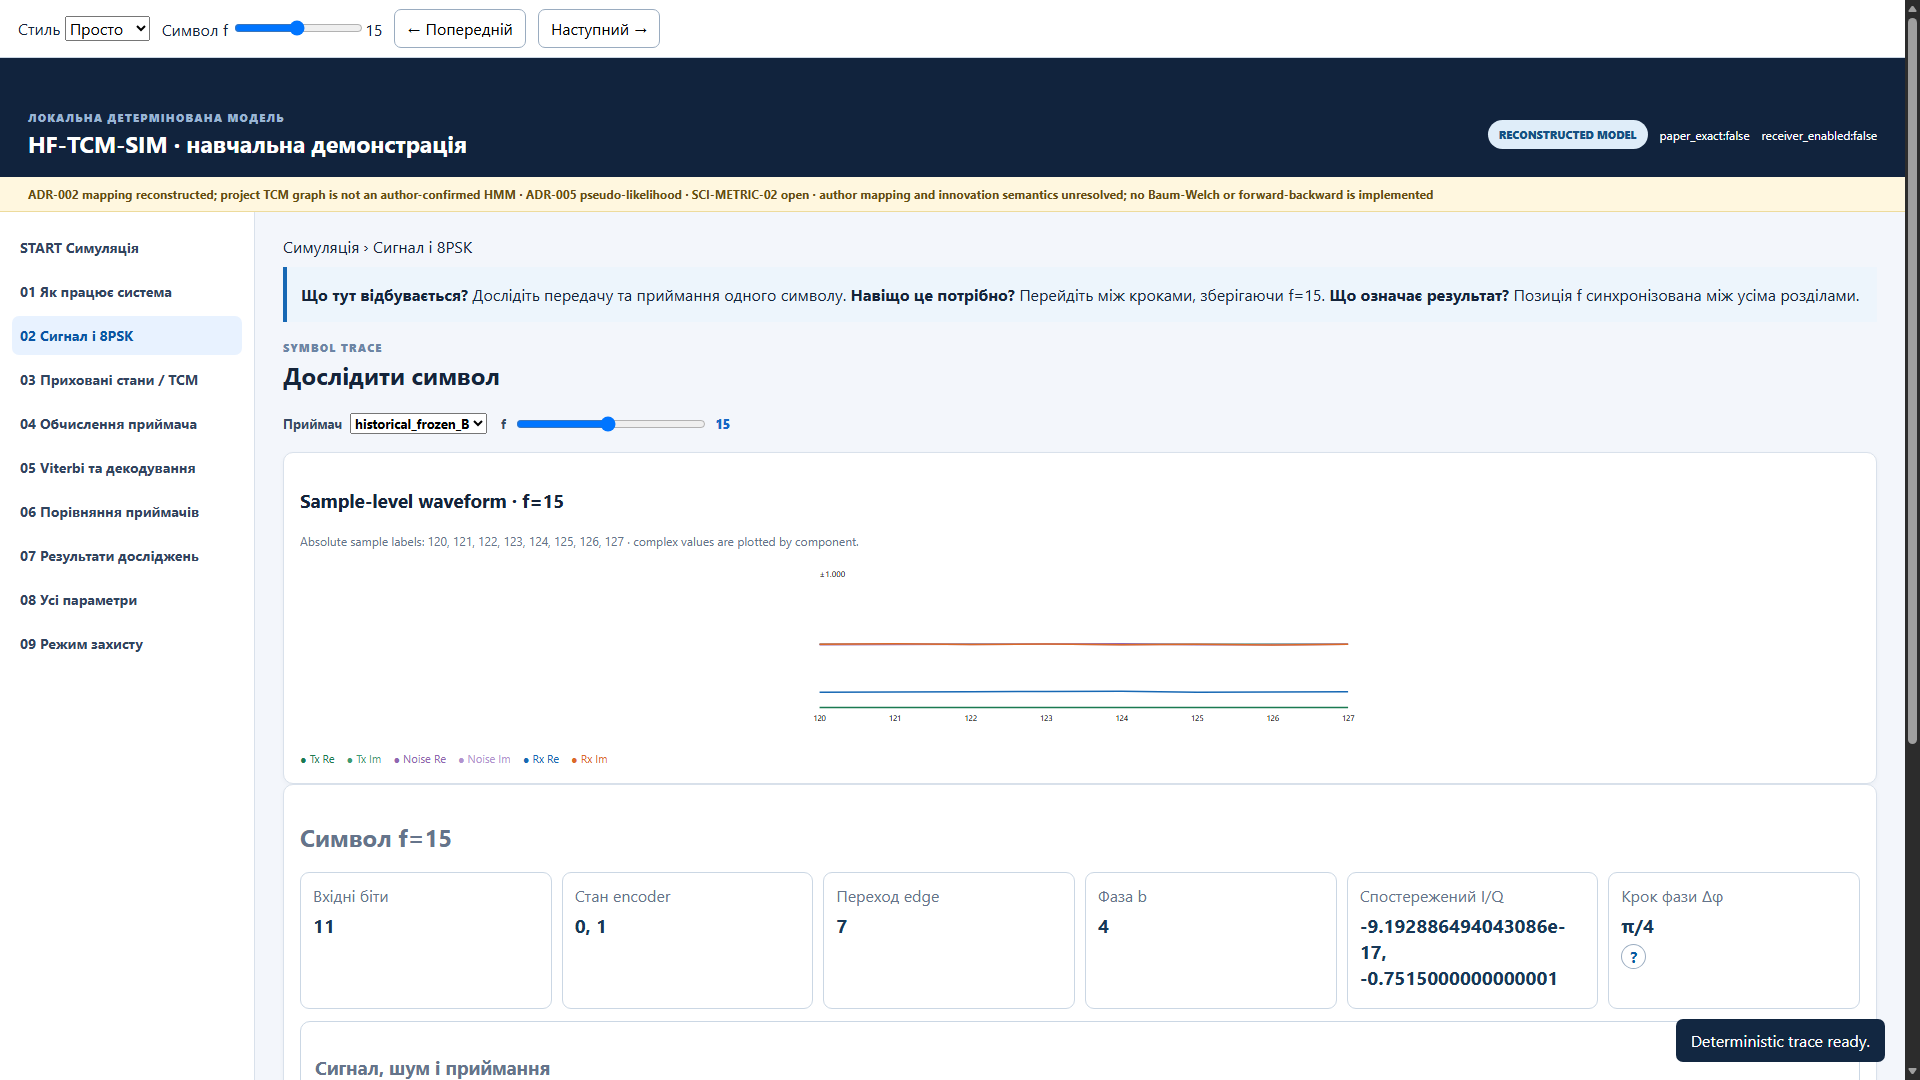 Стиль Просто Символ f 15 ← Попередній Наступний →
ЛОКАЛЬНА ДЕТЕРМІНОВАНА МОДЕЛЬ
HF-TCM-SIM · навчальна демонстрація
RECONSTRUCTED MODEL paper_exact:false receiver_enabled:false
ADR-002 mapping reconstructed; project TCM graph is not an author-confirmed HMM · ADR-005 pseudo-likelihood · SCI-METRIC-02 open · author mapping and innovation semantics unresolved; no Baum-Welch or forward-backward is implemented
START Симуляція
01 Як працює система
02 Сигнал і 8PSK
03 Приховані стани / TCM
04 Обчислення приймача
05 Viterbi та декодування
06 Порівняння приймачів
07 Результати досліджень
08 Усі параметри
09 Режим захисту
Симуляція › Сигнал і 8PSK
Що тут відбувається? Дослідіть передачу та приймання одного символу. Навіщо це потрібно? Перейдіть між кроками, зберігаючи f=15. Що означає результат? Позиція f синхронізована між усіма розділами.
SYMBOL TRACE
Дослідити символ
Приймач historical_frozen_B f 15
Sample-level waveform · f=15
Absolute sample labels: 120, 121, 122, 123, 124, 125, 126, 127 · complex values are plotted by component.
±1.000
120 121 122 123 124 125 126 127
● Tx Re ● Tx Im ● Noise Re ● Noise Im ● Rx Re ● Rx Im
Символ f=15
Вхідні біти
11
Стан encoder
0, 1
Перехід edge
7
Фаза b
4
Спостережений I/Q
-9.192886494043086e-
17,
-0.7515000000000001
Крок фази Δφ
π/4
?
Сигнал, шум і приймання
Deterministic trace ready.